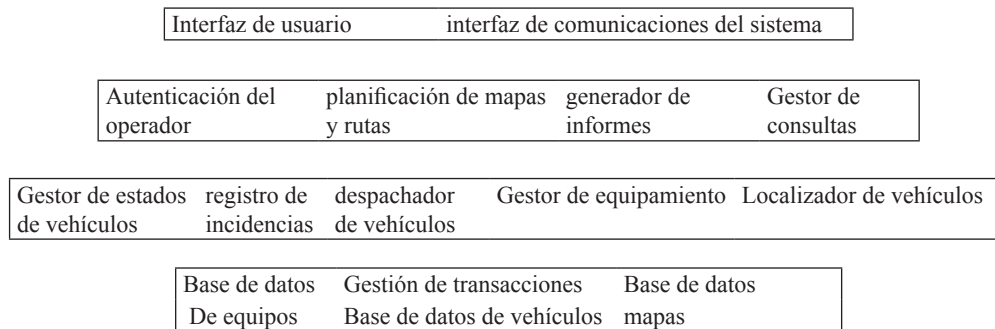 Interfaz de usuario interfaz de comunicaciones del sistema
Autenticación del planificación de mapas generador de Gestor de
operador y rutas informes consultas
Gestor de estados registro de despachador Gestor de equipamiento Localizador de vehículos
de vehículos incidencias de vehículos
Base de datos Gestión de transacciones Base de datos
De equipos Base de datos de vehículos mapas